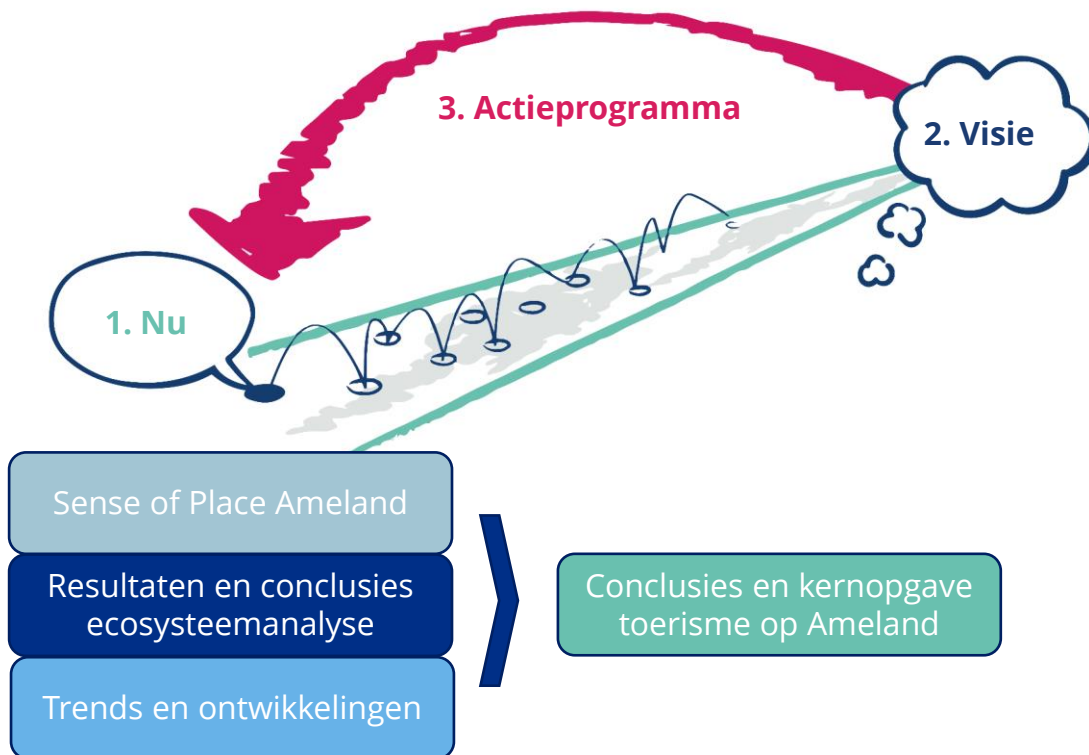 3. Actieprogramma
2. Visie
1. Nu
Sense of Place Ameland
Resultaten en conclusies
ecosysteemanalyse
Trends en ontwikkelingen
Conclusies en kernopgave
toerisme op Ameland